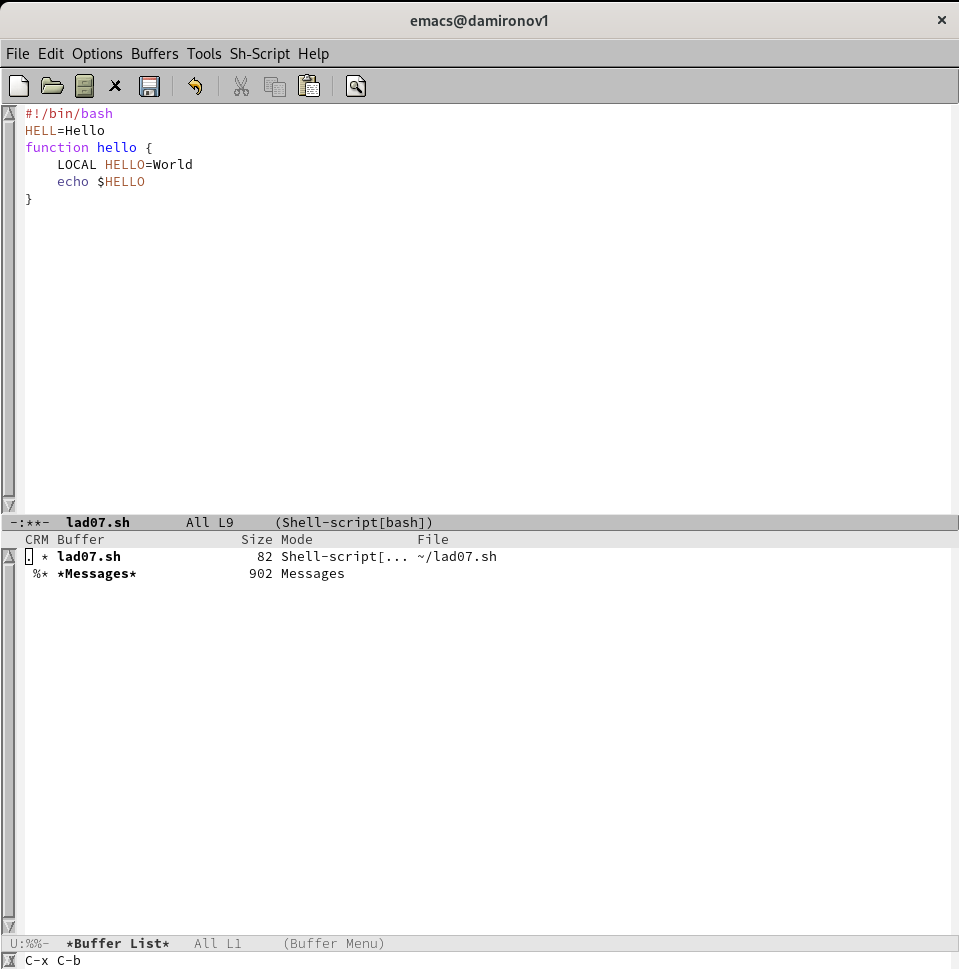 emacs@damironov1 ×
File Edit Options Buffers Tools Sh-Script Help
#!/bin/bash
HELL=Hello
function hello {
    LOCAL HELLO=World
    echo $HELLO
}
-:**-  lad07.sh       All L9     (Shell-script[bash])
CRM Buffer                 Size Mode             File
. * lad07.sh                 82 Shell-script[... ~/lad07.sh
 %* *Messages*              902 Messages
U:%%-  *Buffer List*   All L1     (Buffer Menu)
C-x C-b